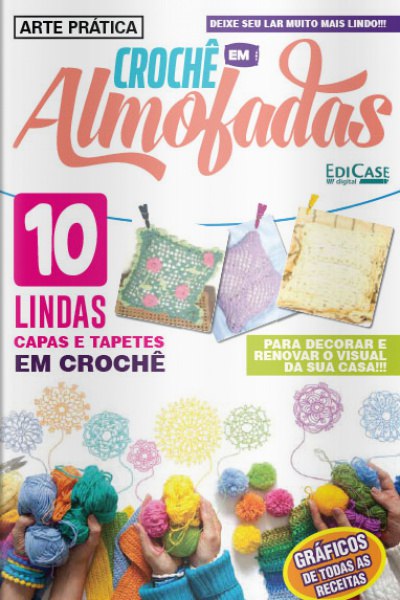 ARTE PRÁTICA
DEIXE SEU LAR MUITO MAIS LINDO!!!
CROCHÊ EM
Almofadas
EDICASE
digital
10
LINDAS
CAPAS E TAPETES
EM CROCHÊ
PARA DECORAR E
RENOVAR O VISUAL
DA SUA CASA!!!
GRÁFICOS
DE TODAS AS
RECEITAS